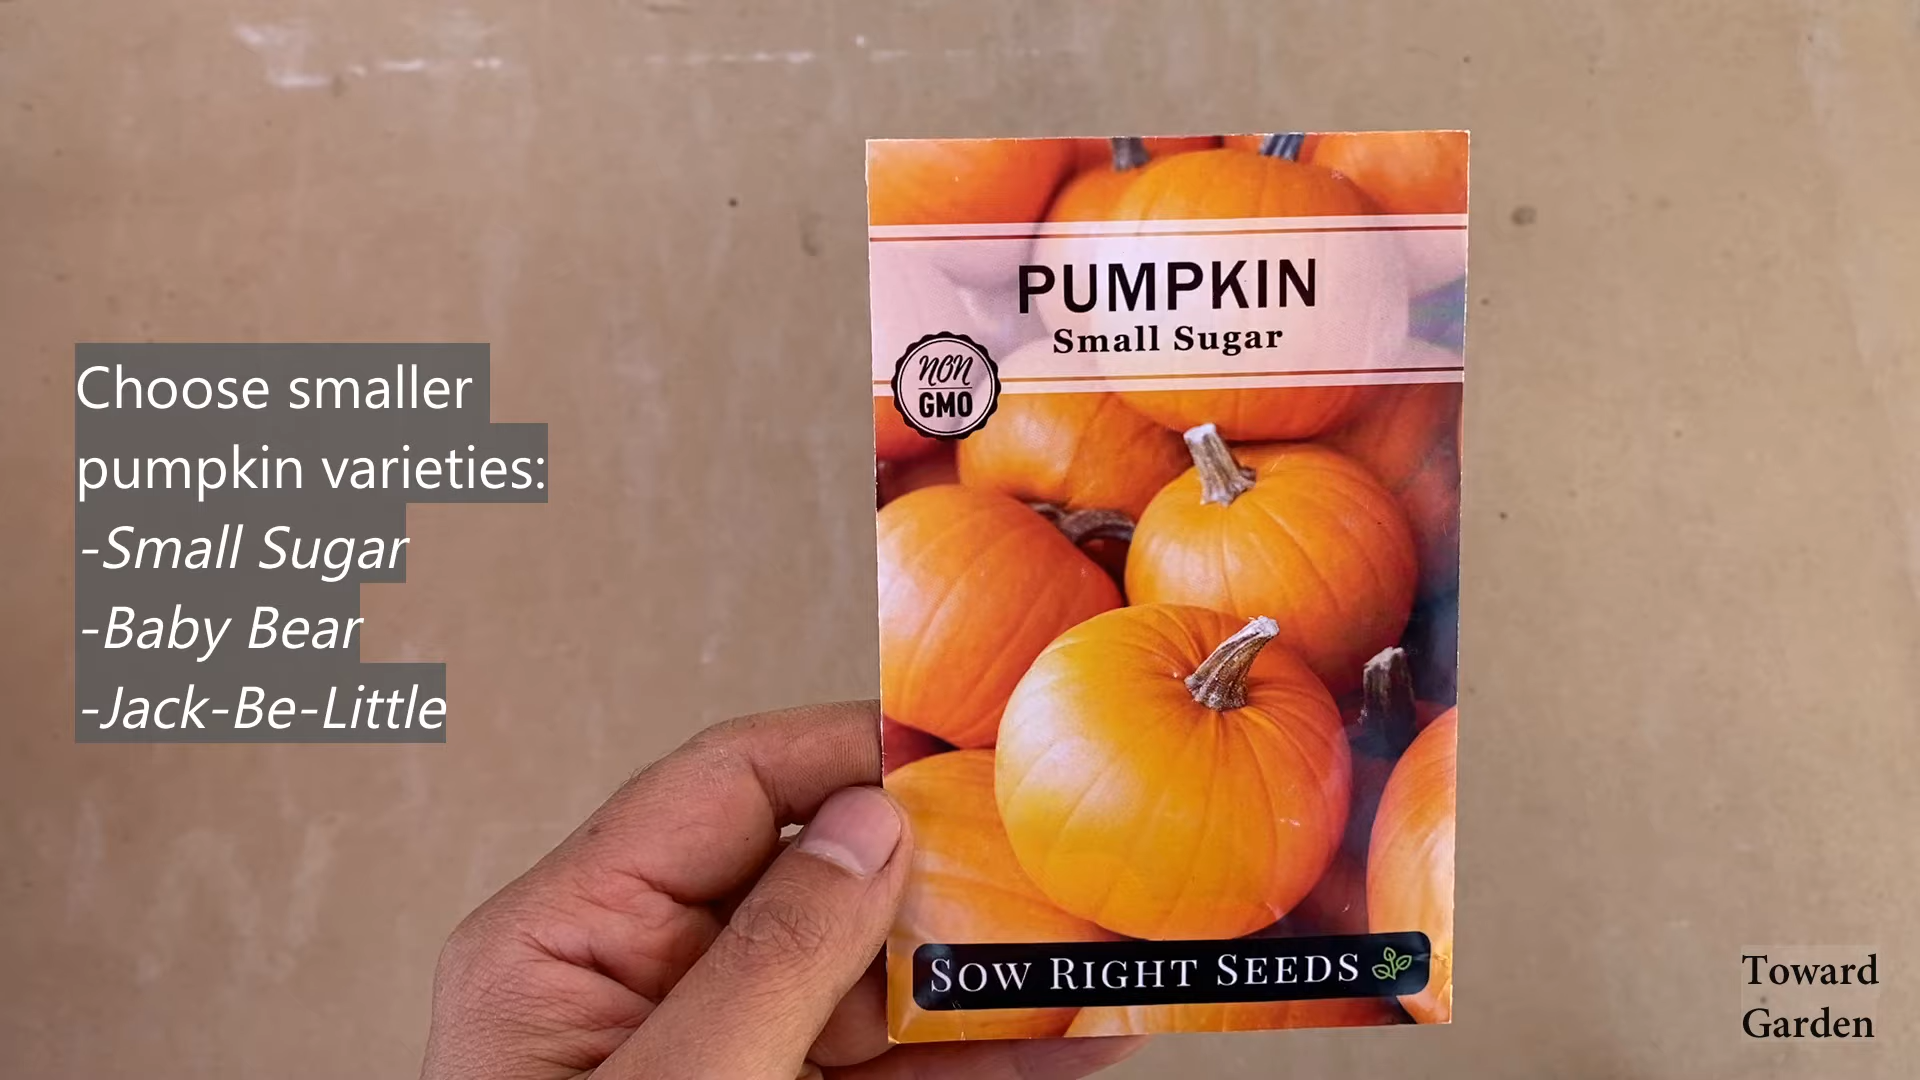 Choose smaller
pumpkin varieties:
-Small Sugar
-Baby Bear
-Jack-Be-Little
PUMPKIN
Small Sugar
non
GMO
SOW RIGHT SEEDS
Toward
Garden